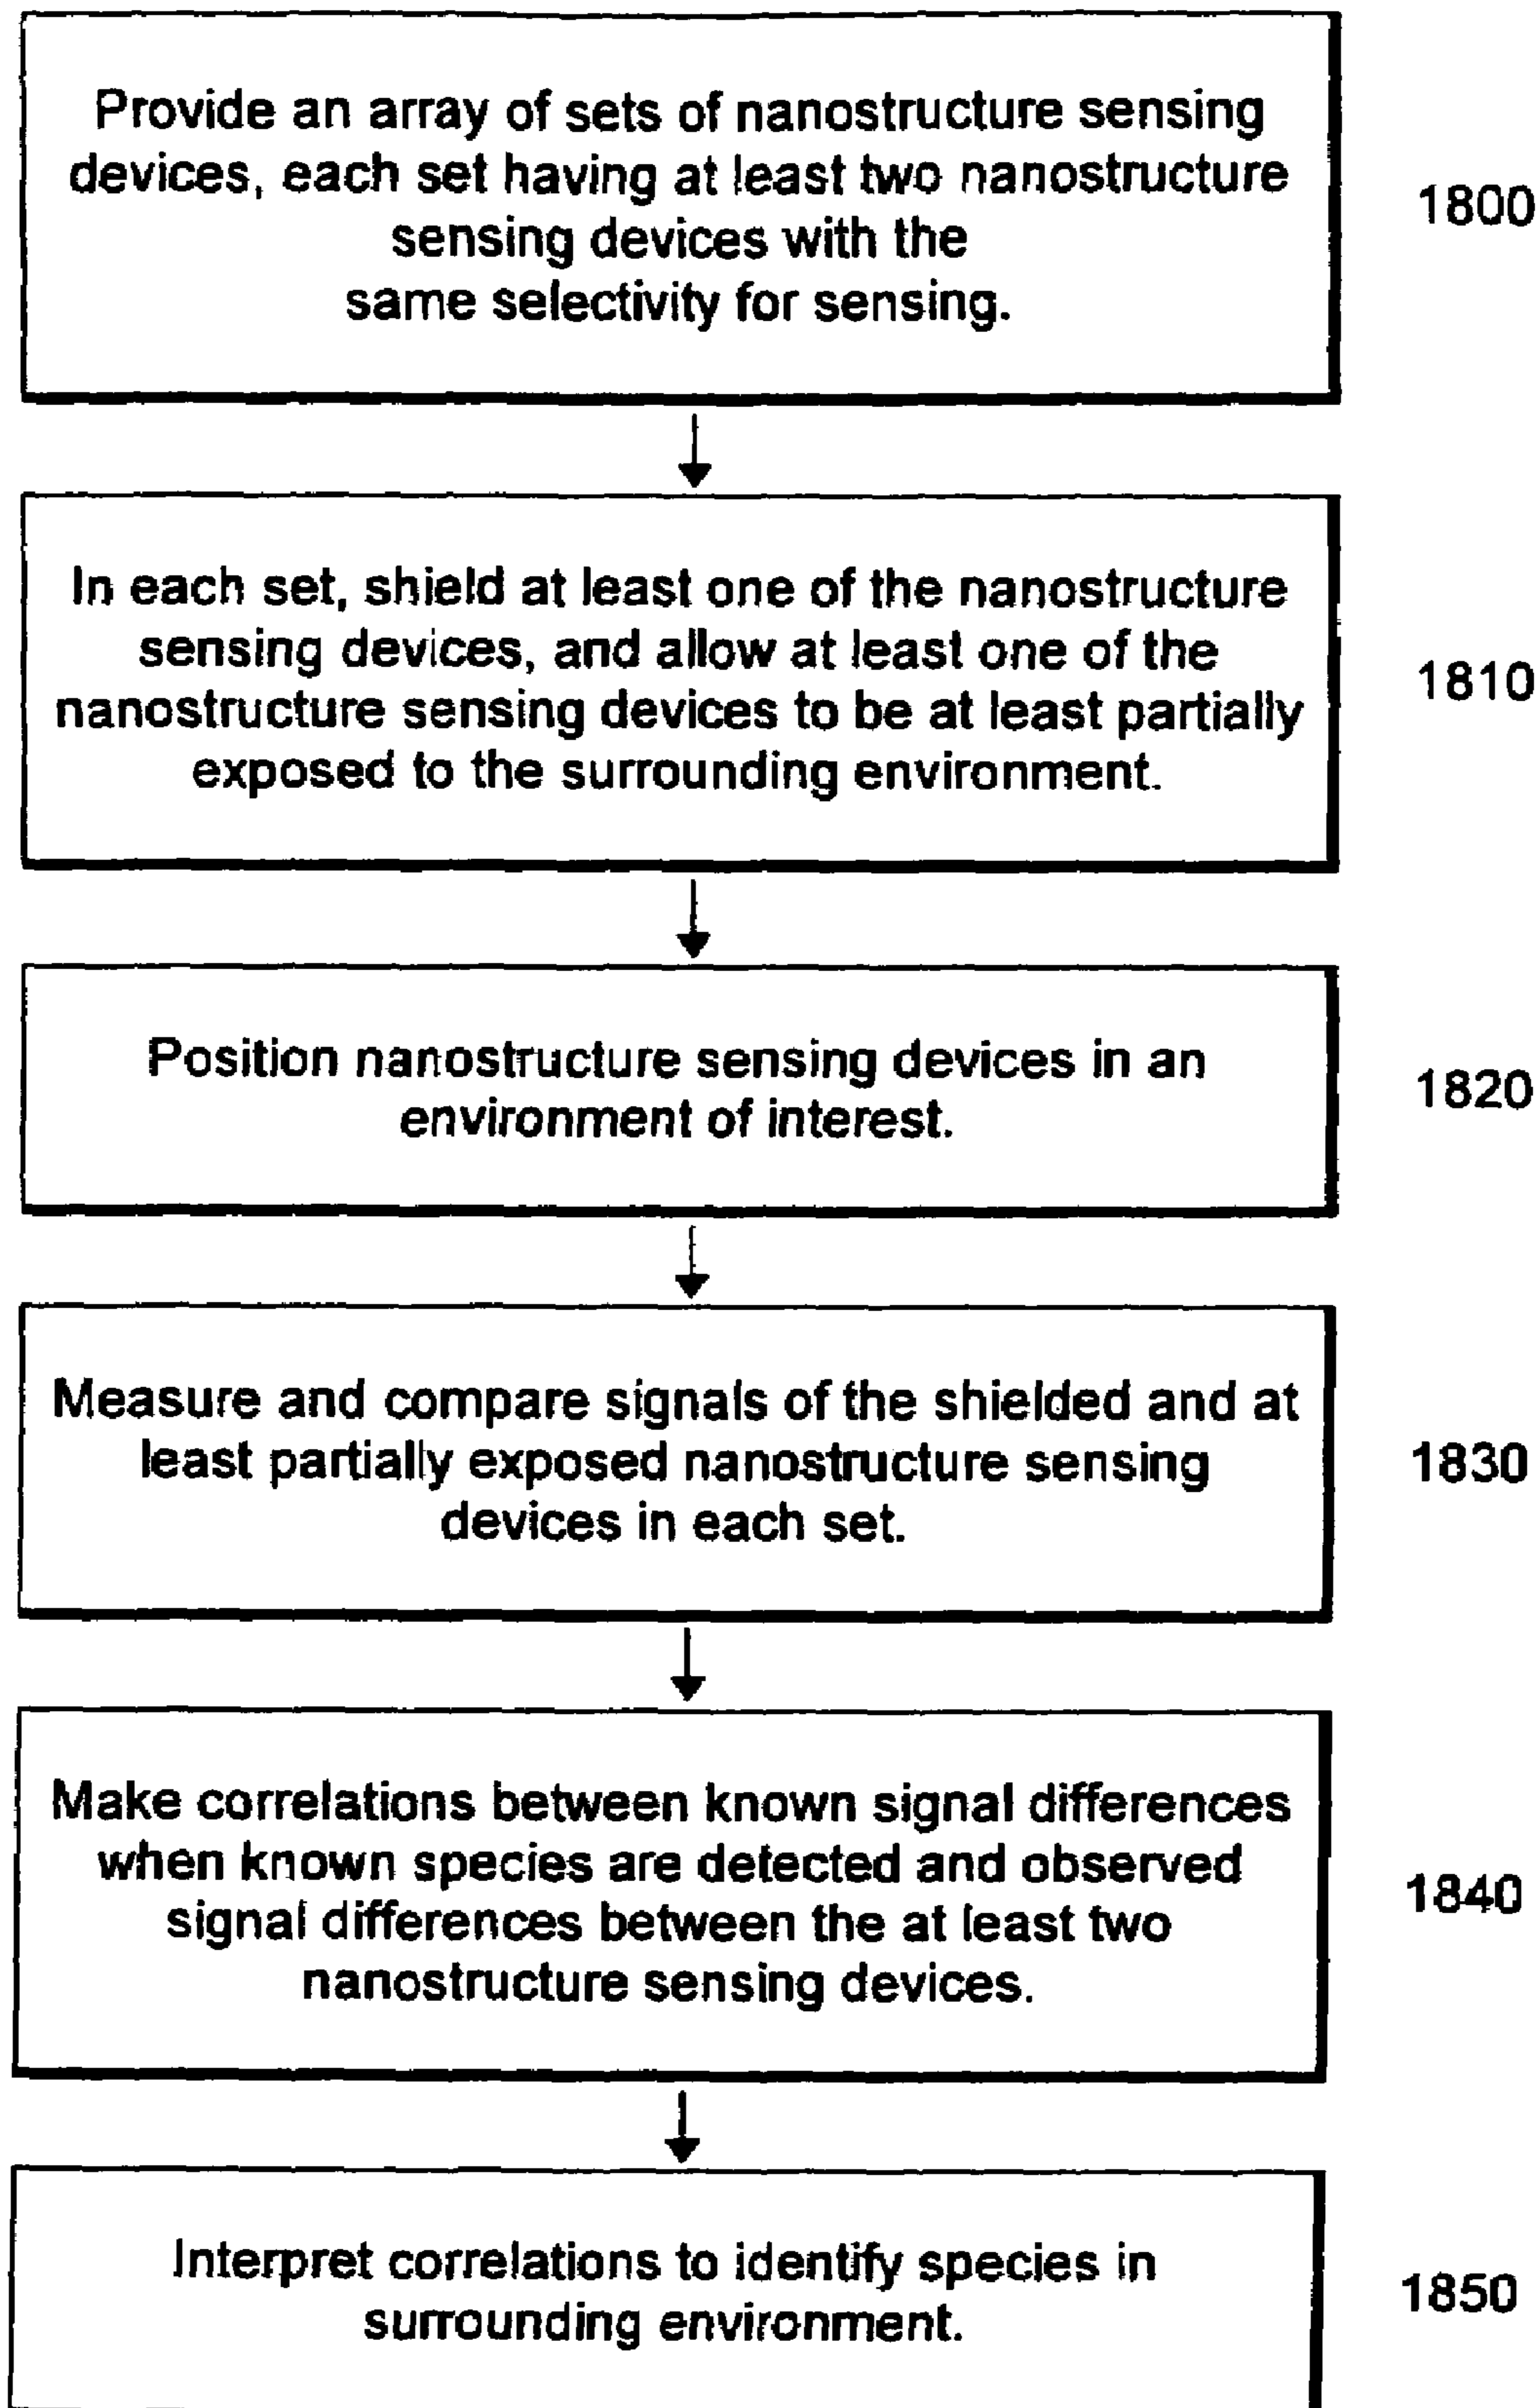 Provide an array of sets of nanostructure sensing
devices, each set having at least two nanostructure
sensing devices with the
same selectivity for sensing.
1800
In each set, shield at least one of the nanostructure
sensing devices, and allow at least one of the
nanostructure sensing devices to be at least partially
exposed to the surrounding environment.
1810
Position nanostructure sensing devices in an
environment of interest.
1820
Measure and compare signals of the shielded and at
least partially exposed nanostructure sensing
devices in each set.
1830
Make correlations between known signal differences
when known species are detected and observed
signal differences between the at least two
nanostructure sensing devices.
1840
Interpret correlations to identify species in
surrounding environment.
1850